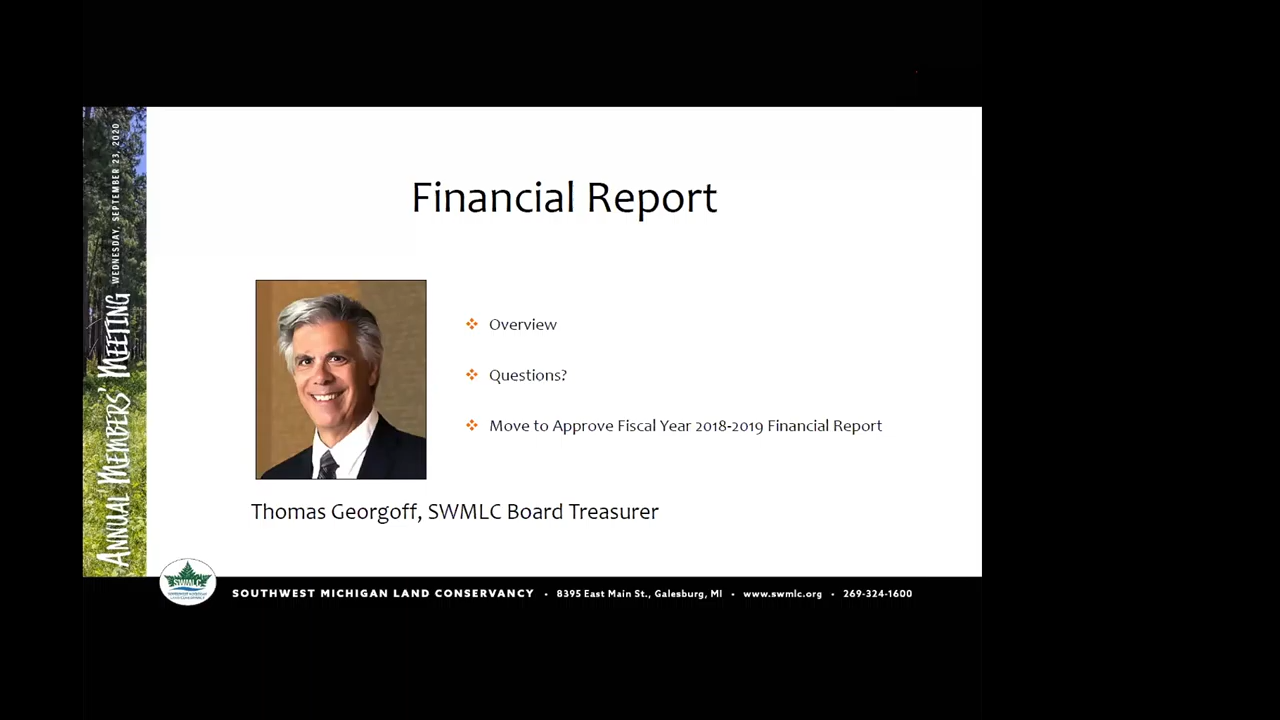 WEDNESDAY, SEPTEMBER 23, 2020
ANNUAL MEMBERS' MEETING
Financial Report
Overview
Questions?
Move to Approve Fiscal Year 2018-2019 Financial Report
Thomas Georgoff, SWMLC Board Treasurer
SWMLC
SOUTHWEST MICHIGAN LAND CONSERVANCY • 8395 East Main St., Galesburg, MI • www.swmlc.org • 269-324-1600